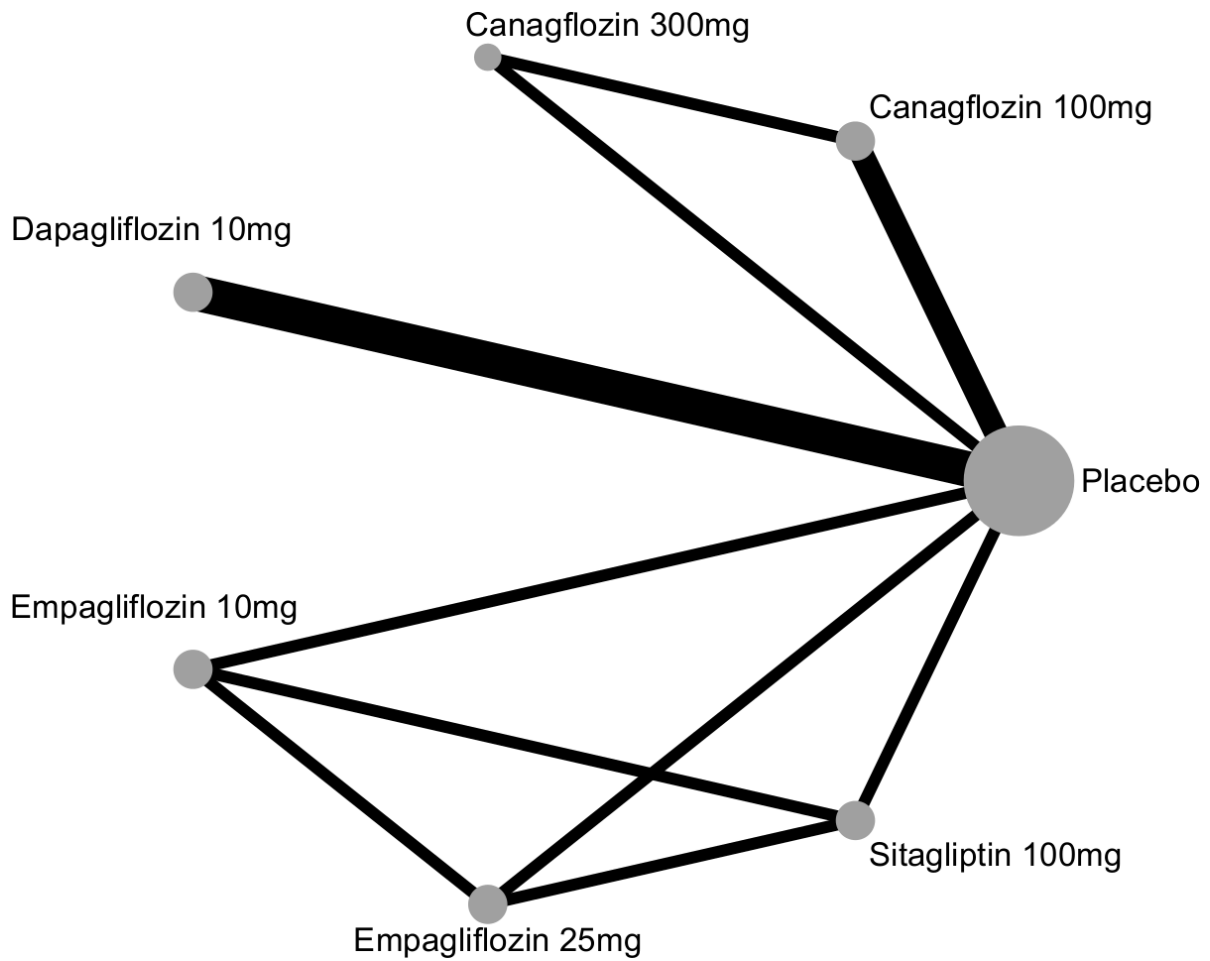 Canagflozin 300mg
Canagflozin 100mg
Dapagliflozin 10mg
Placebo
Empagliflozin 10mg
Sitagliptin 100mg
Empagliflozin 25mg